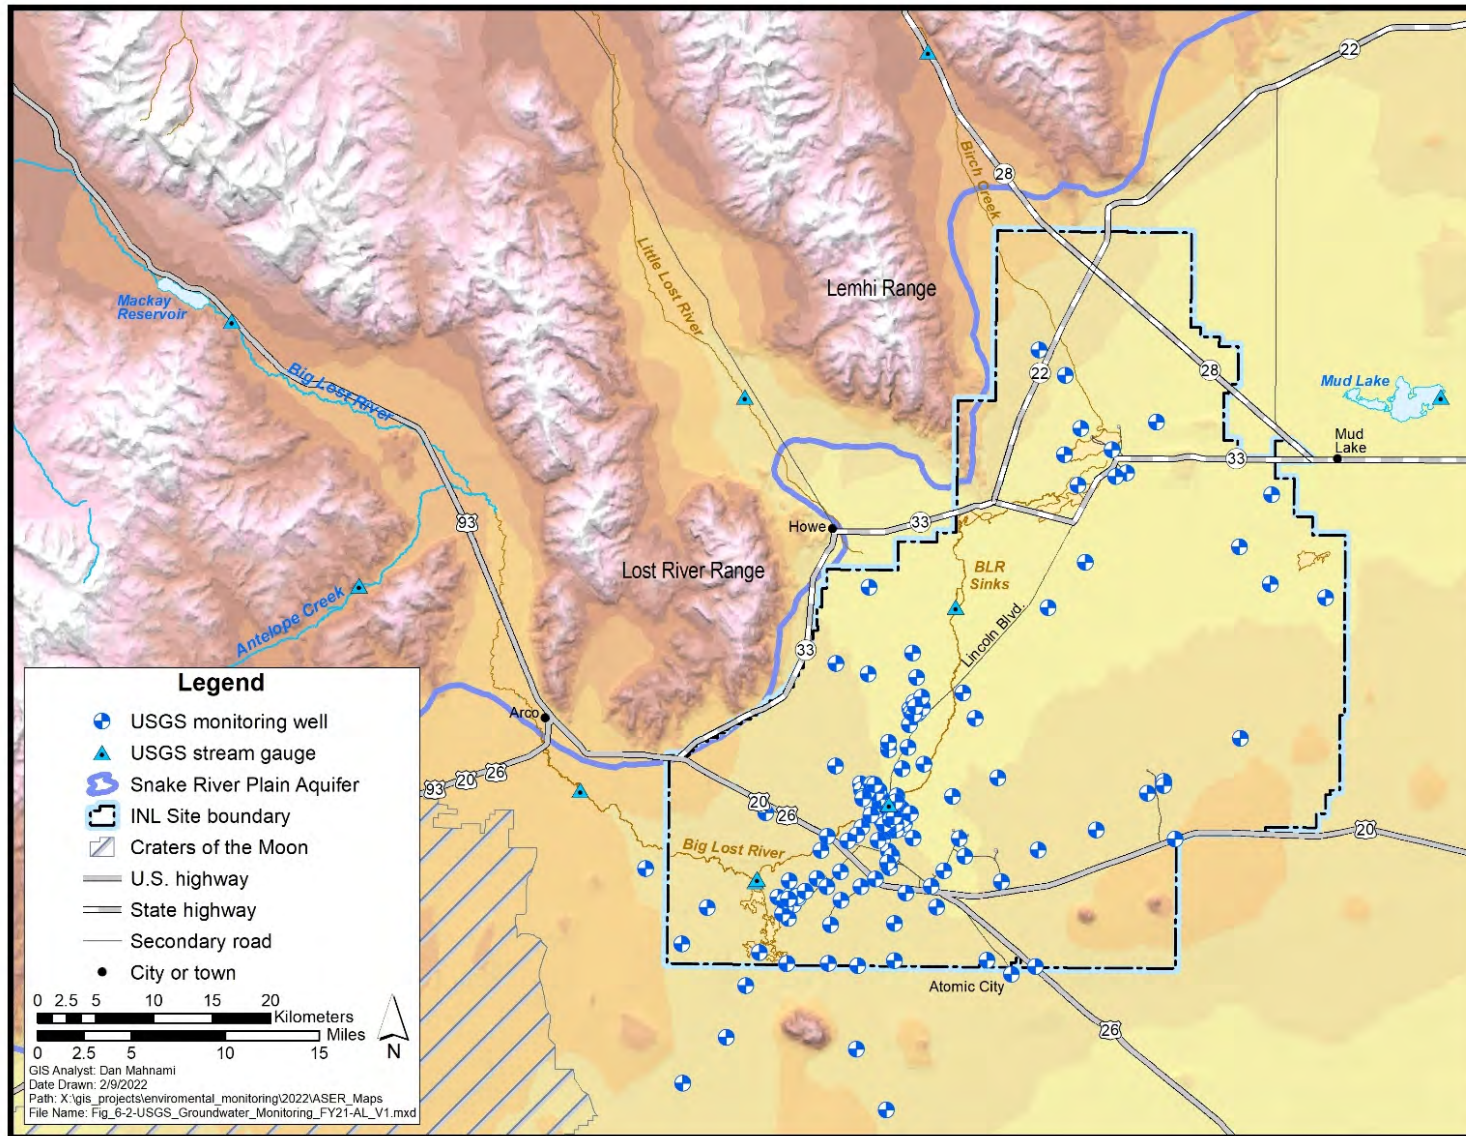 22
28
Birch Creek
Little Lost River
Lemhi Range
Mackay
Reservoir
Big Lost River
22
28
Mud Lake
Mud
Lake
33
93
Howe
33
Lost River Range
BLR
Sinks
Antelope Creek
Lincoln Blvd.
33
Arco
93
20
26
20
26
20
Big Lost River
Atomic City
26
Legend
USGS monitoring well
USGS stream gauge
Snake River Plain Aquifer
INL Site boundary
Craters of the Moon
U.S. highway
State highway
Secondary road
City or town
0 2.5 5 10 15 20
Kilometers
Miles
0 2.5 5 10 15
N
GIS Analyst: Dan Mahnami
Date Drawn: 2/9/2022
Path: X:\gis_projects\enviromental_monitoring\2022\ASER_Maps
File Name: Fig_6-2-USGS_Groundwater_Monitoring_FY21-AL_V1.mxd